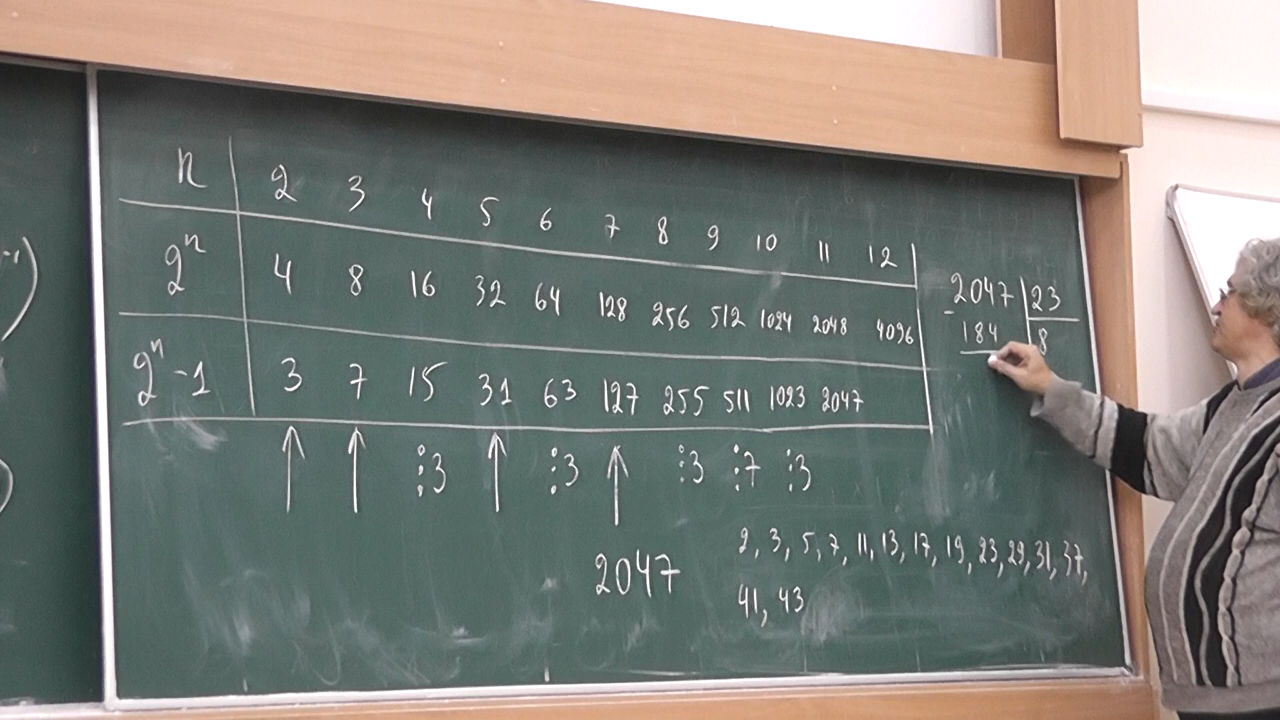 n 2 3 4 5 6 7 8 9 10 11 12
2ⁿ 4 8 16 32 64 128 256 512 1024 2048 4096
2ⁿ-1 3 7 15 31 63 127 255 511 1023 2047
↑ ↑ ⋮3 ↑ ⋮3 ↑ ⋮3 ⋮7 ⋮3
2047
2, 3, 5, 7, 11, 13, 17, 19, 23, 29, 31, 37,
41, 43
- 2047 | 23
184 | 8